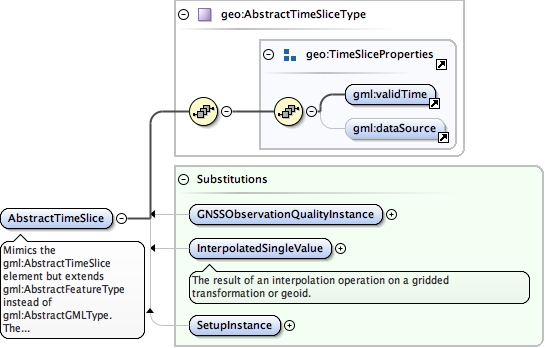 geo:AbstractTimeSliceType
geo:TimeSliceProperties
gml:validTime
gml:dataSource
Substitutions
AbstractTimeSlice
GNSSObservationQualityInstance
Mimics the
gml:AbstractTimeSlice
element but extends
gml:AbstractFeatureType
instead of
gml:AbstractGMLType.
The...
InterpolatedSingleValue
The result of an interpolation operation on a gridded
transformation or geoid.
SetupInstance